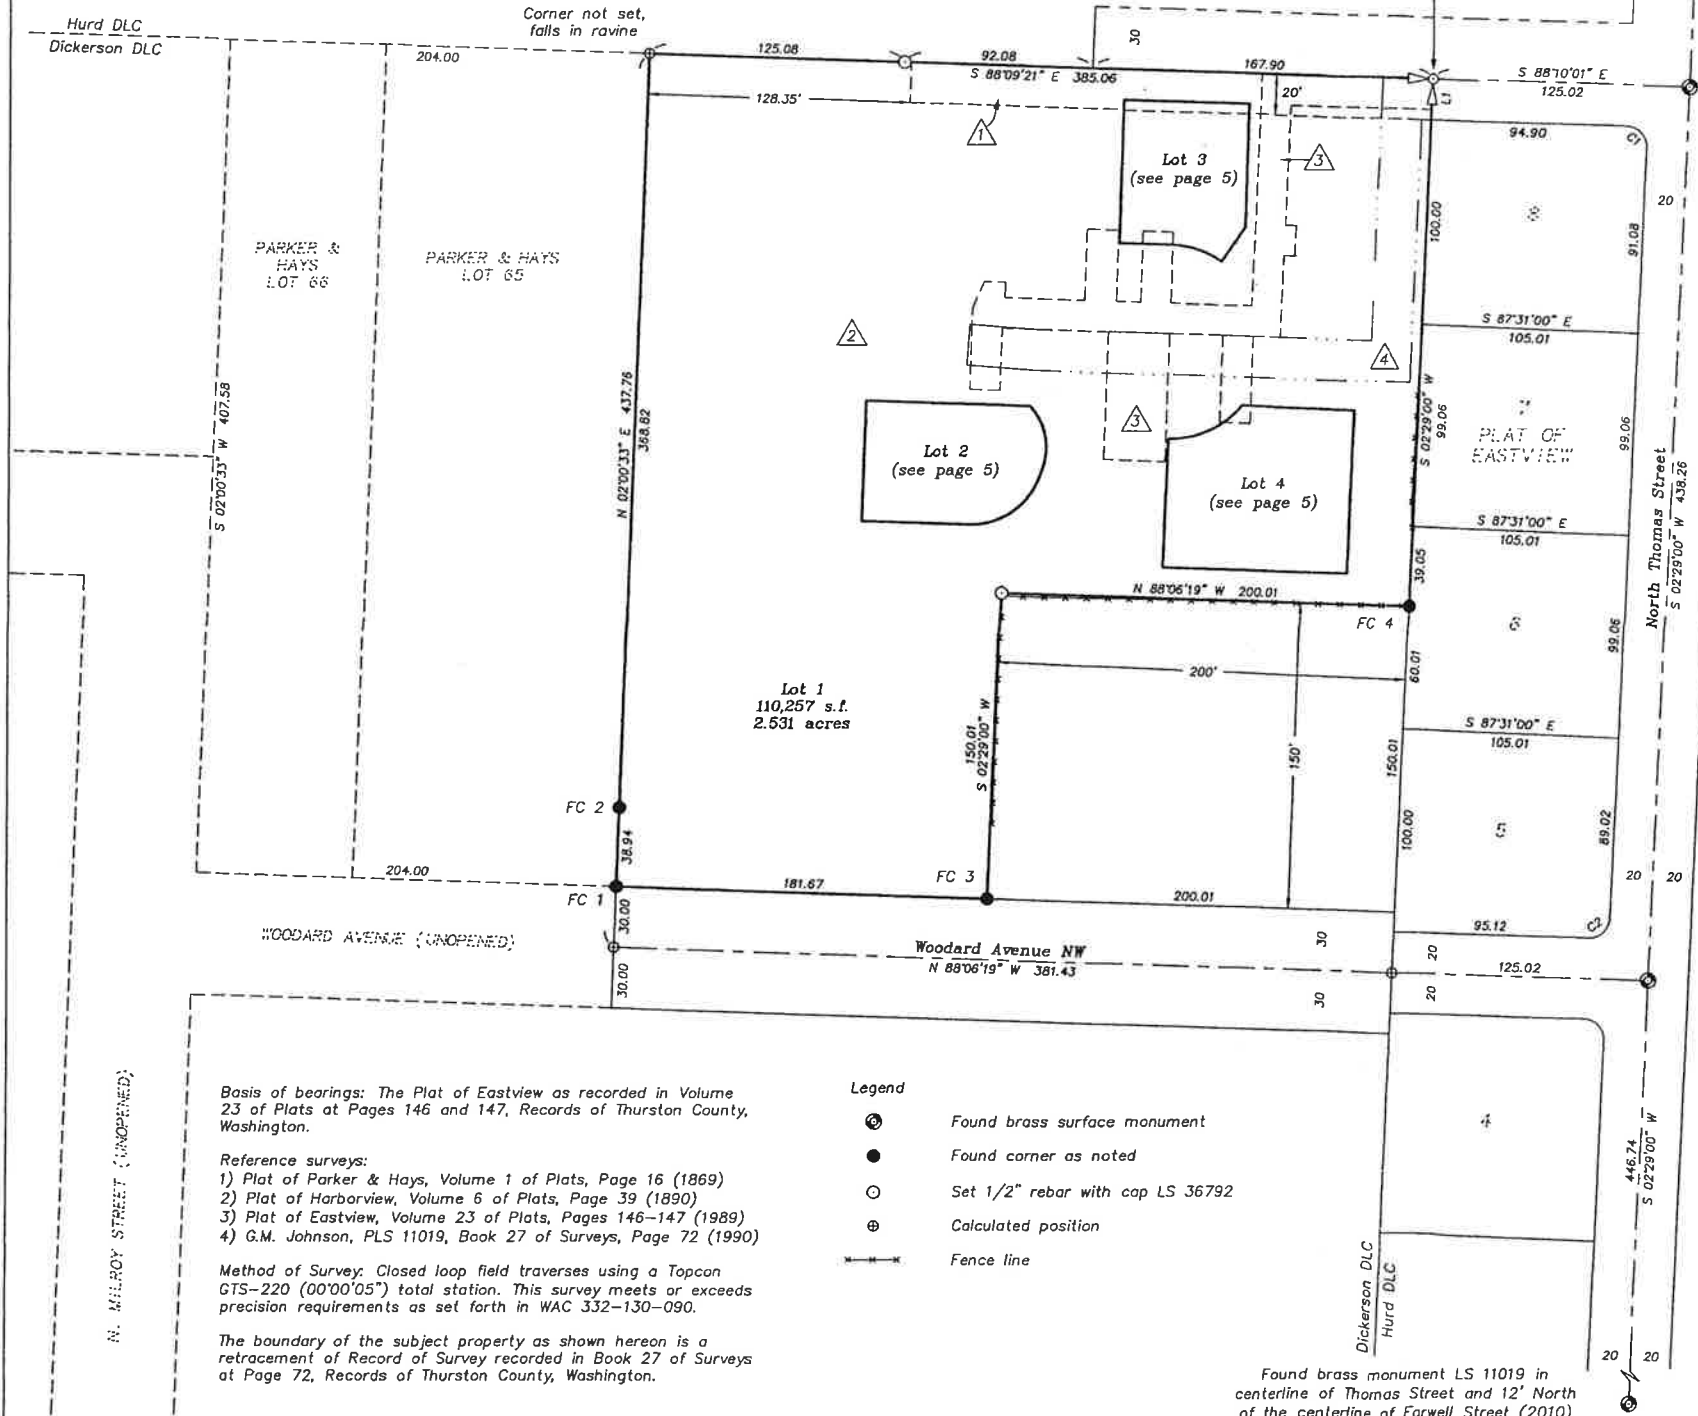 Hurd DLC
Dickerson DLC
Corner not set,
falls in ravine
204.00
125.08
92.08
S 88°09'21" E 385.06
30
167.90
S 88°10'01" E
125.02
128.35'
20'
L1
94.90
C1
1
Lot 3
(see page 5)
3
100.00
8
20
91.08
PARKER &
HAYS
LOT 66
PARKER & HAYS
LOT 65
2
4
S 87°31'00" E
105.01
S 02°00'33" W 407.58
N 02°00'33" E 437.76
368.82
3
S 02°29'00" W
99.06
7
PLAT OF
EASTVIEW
99.06
North Thomas Street
S 02°29'00" W 438.26
Lot 2
(see page 5)
Lot 4
(see page 5)
S 87°31'00" E
105.01
39.05
N 88°06'19" W 200.01
FC 4
6
99.06
200'
60.01
Lot 1
110,257 s.f.
2.531 acres
150.01
S 02°29'00" W
150'
150.01
S 87°31'00" E
105.01
FC 2
38.94
100.00
5
89.02
204.00
FC 1
181.67
FC 3
200.01
20
20
30.00
WOODARD AVENUE (UNOPENED)
Woodard Avenue NW
N 88°06'19" W 381.43
30
95.12
C2
20
125.02
30.00
30
20
N. MILROY STREET (UNOPENED)
Basis of bearings: The Plat of Eastview as recorded in Volume
23 of Plats at Pages 146 and 147, Records of Thurston County,
Washington.
Reference surveys:
1) Plat of Parker & Hays, Volume 1 of Plats, Page 16 (1869)
2) Plat of Harborview, Volume 6 of Plats, Page 39 (1890)
3) Plat of Eastview, Volume 23 of Plats, Pages 146-147 (1989)
4) G.M. Johnson, PLS 11019, Book 27 of Surveys, Page 72 (1990)
Method of Survey: Closed loop field traverses using a Topcon
GTS-220 (00°00'05") total station. This survey meets or exceeds
precision requirements as set forth in WAC 332-130-090.
The boundary of the subject property as shown hereon is a
retracement of Record of Survey recorded in Book 27 of Surveys
at Page 72, Records of Thurston County, Washington.
Legend
Found brass surface monument
Found corner as noted
Set 1/2" rebar with cap LS 36792
Calculated position
Fence line
4
446.74
S 02°29'00" W
Dickerson DLC
Hurd DLC
20
20
Found brass monument LS 11019 in
centerline of Thomas Street and 12' North
of the centerline of Farwell Street (2010)